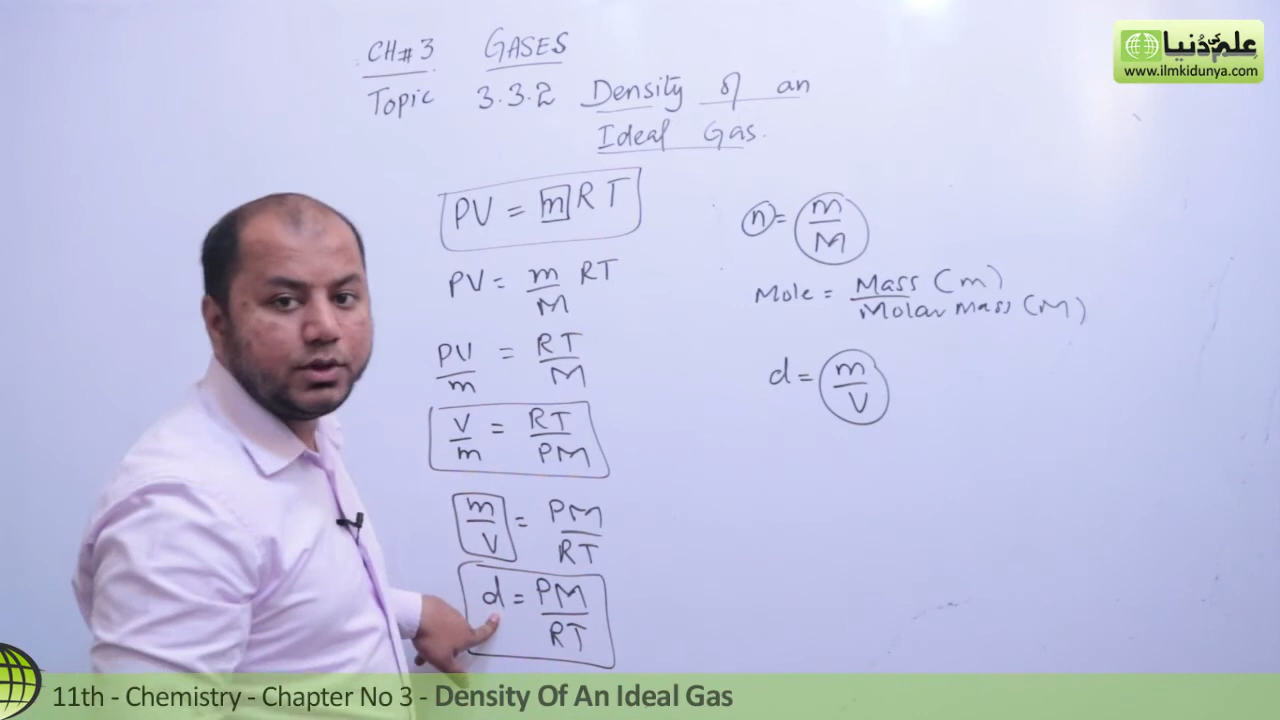 علم کی دُنیا
www.ilmkidunya.com
CH#3 GASES
Topic 3.3.2 Density of an
Ideal Gas.
PV = nRT
PV = m/M RT
PV/m = RT/M
V/m = RT/PM
m/V = PM/RT
d = PM/RT
n = m/M
Mole = Mass (m)/Molar Mass (M)
d = m/V
11th - Chemistry - Chapter No 3 - Density Of An Ideal Gas